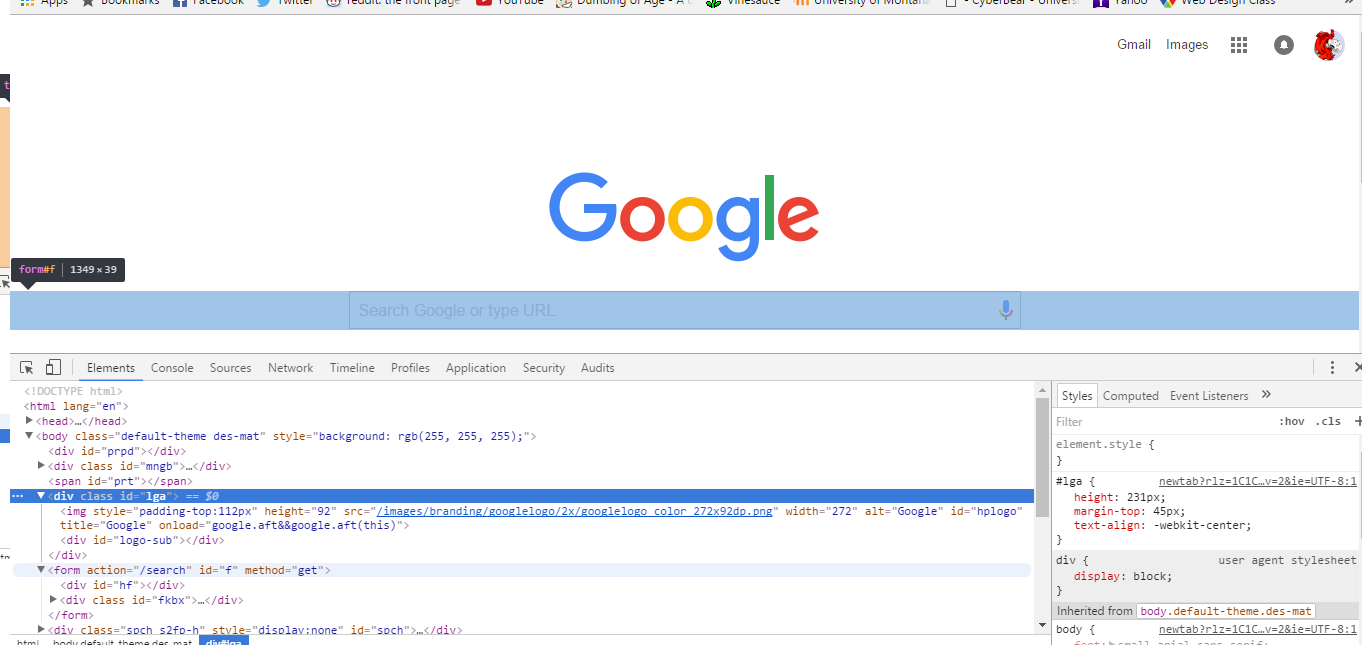 Apps Bookmarks Facebook Twitter reddit: the front page YouTube Dumbing of Age - A c Vinesauce University of Montana - CyberBear - Univers Yahoo Web Design Class »
Gmail Images
Google
form#f 1349 × 39
Search Google or type URL
Elements Console Sources Network Timeline Profiles Application Security Audits
<!DOCTYPE html>
<html lang="en">
<head>…</head>
<body class="default-theme des-mat" style="background: rgb(255, 255, 255);">
<div id="prpd"></div>
<div class id="mngb">…</div>
<span id="prt"></span>
… <div class id="lga"> == $0
<img style="padding-top:112px" height="92" src="/images/branding/googlelogo/2x/googlelogo_color_272x92dp.png" width="272" alt="Google" id="hplogo"
title="Google" onload="google.aft&&google.aft(this)">
<div id="logo-sub"></div>
</div>
<form action="/search" id="f" method="get">
<div id="hf"></div>
<div class id="fkbx">…</div>
</form>
<div class="spch s2fp-h" style="display:none" id="spch">…</div>
html body.default-theme.des-mat div#lga
Styles Computed Event Listeners »
Filter :hov .cls +
element.style {
}
#lga { newtab?rlz=1C1C…v=2&ie=UTF-8:1
height: 231px;
margin-top: 45px;
text-align: -webkit-center;
}
div { user agent stylesheet
display: block;
}
Inherited from body.default-theme.des-mat
body { newtab?rlz=1C1C…v=2&ie=UTF-8:1
font: small arial,sans-serif;